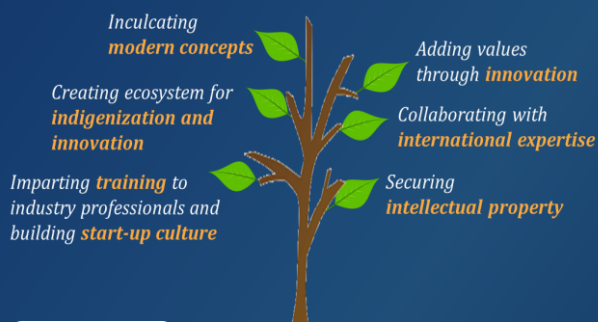 Inculcating
modern concepts
Creating ecosystem for
indigenization and
innovation
Imparting training to
industry professionals and
building start-up culture
Adding values
through innovation
Collaborating with
international expertise
Securing
intellectual property